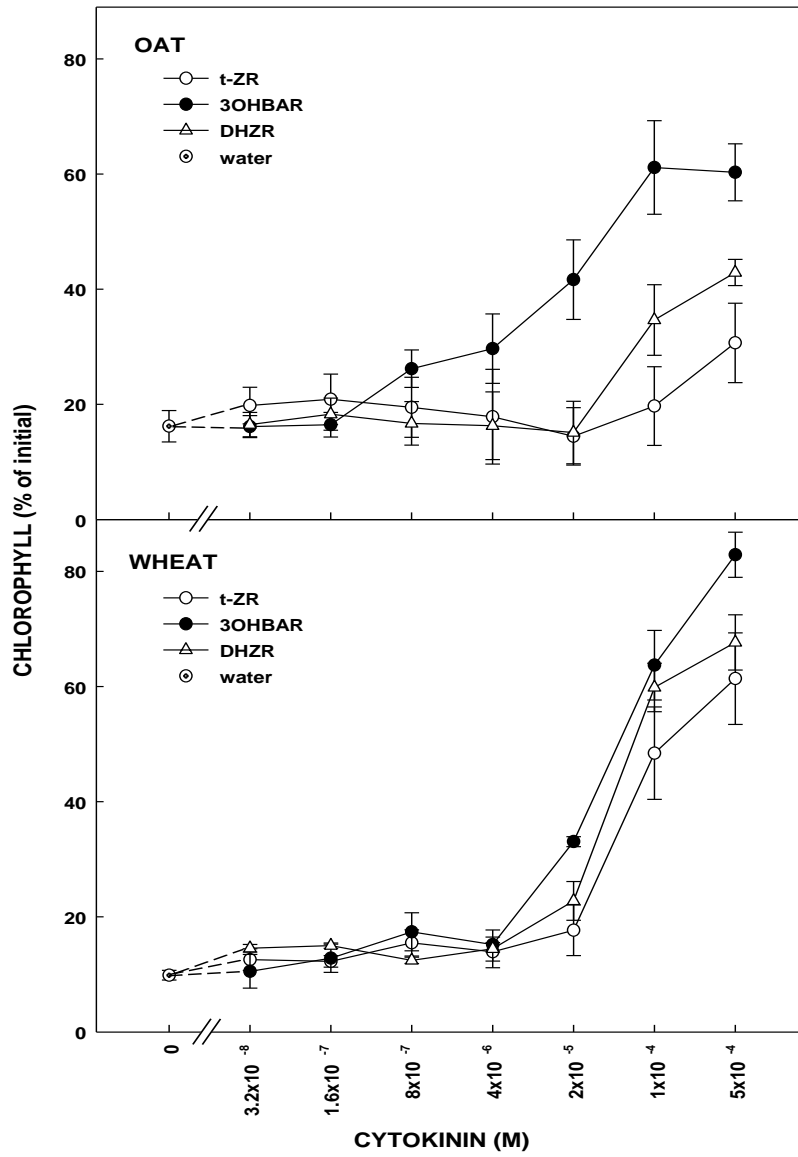 OAT
t-ZR
3OHBAR
DHZR
water
80
60
40
20
0
WHEAT
t-ZR
3OHBAR
DHZR
water
80
60
40
20
0
CHLOROPHYLL (% of initial)
0
3.2x10 -8
1.6x10 -7
8x10 -7
4x10 -6
2x10 -5
1x10 -4
5x10 -4
CYTOKININ (M)